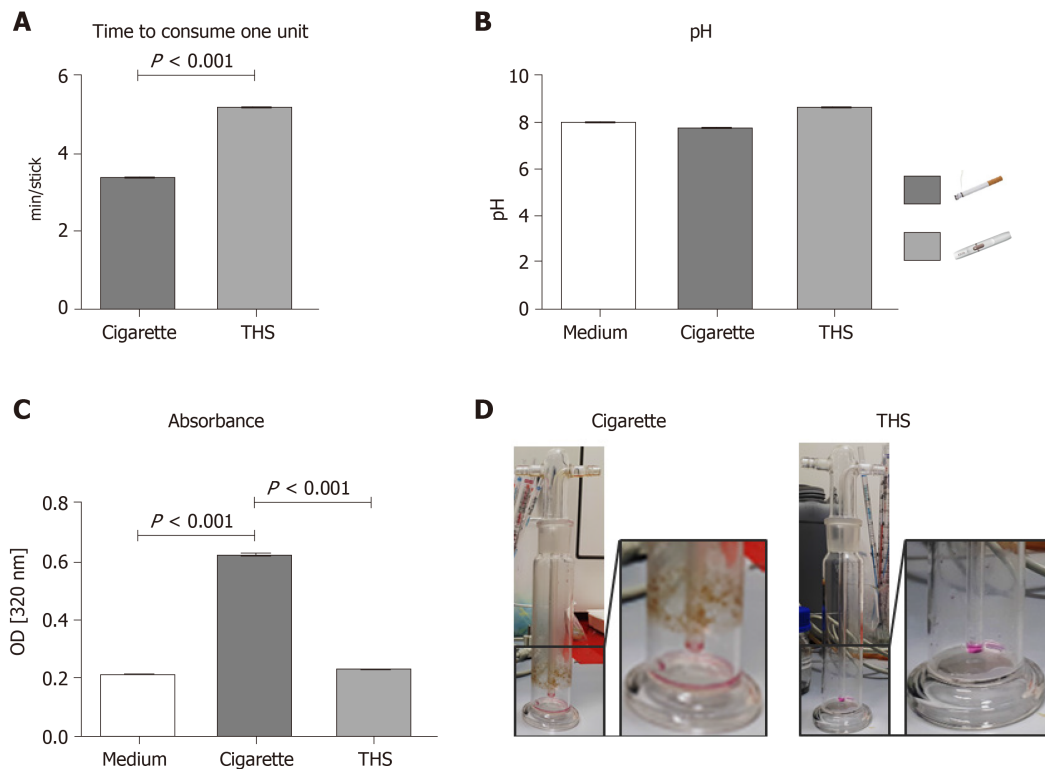 A
Time to consume one unit
P < 0.001
6
4
2
0
min/stick
Cigarette
THS
B
pH
10
8
6
4
2
0
pH
Medium
Cigarette
THS
C
Absorbance
P < 0.001
P < 0.001
0.8
0.6
0.4
0.2
0.0
OD [320 nm]
Medium
Cigarette
THS
D
Cigarette
THS